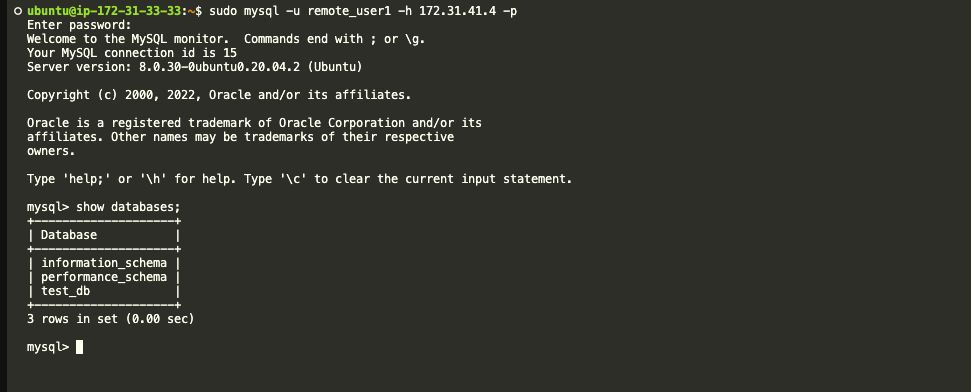 ubuntu@ip-172-31-33-33:~$ sudo mysql -u remote_user1 -h 172.31.41.4 -p
Enter password:
Welcome to the MySQL monitor.  Commands end with ; or \g.
Your MySQL connection id is 15
Server version: 8.0.30-0ubuntu0.20.04.2 (Ubuntu)

Copyright (c) 2000, 2022, Oracle and/or its affiliates.

Oracle is a registered trademark of Oracle Corporation and/or its
affiliates. Other names may be trademarks of their respective
owners.

Type 'help;' or '\h' for help. Type '\c' to clear the current input statement.

mysql> show databases;
+--------------------+
| Database           |
+--------------------+
| information_schema |
| performance_schema |
| test_db            |
+--------------------+
3 rows in set (0.00 sec)

mysql>